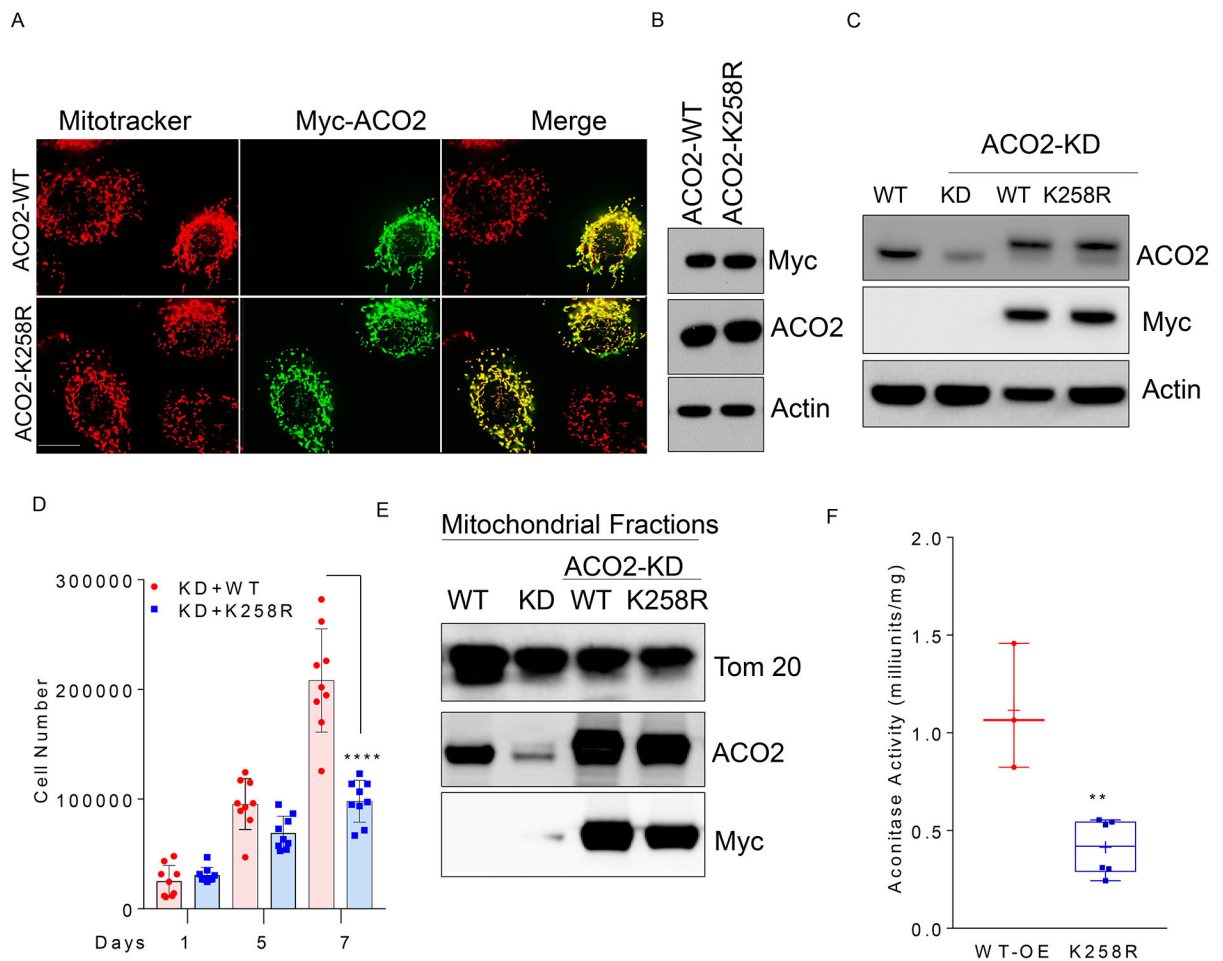 A
B
C
Mitotracker
Myc-ACO2
Merge
ACO2-WT
ACO2-K258R
ACO2-WT
ACO2-K258R
Myc
ACO2
Actin
ACO2-KD
WT
KD
WT
K258R
ACO2
Myc
Actin
D
E
F
Cell Number
300000
200000
100000
0
KD+WT
KD+K258R
****
Days
1
5
7
Mitochondrial Fractions
ACO2-KD
WT
KD
WT
K258R
Tom 20
ACO2
Myc
Aconitase Activity (milliunits/mg)
2.0
1.5
1.0
0.5
0.0
**
WT-OE
K258R